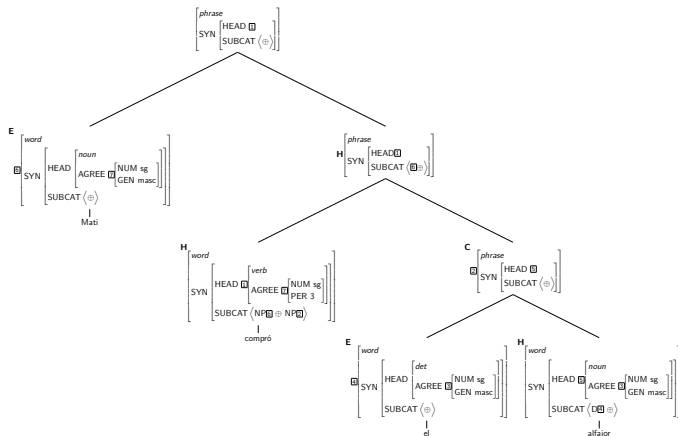 phrase
HEAD 1
SYN
SUBCAT ⟨⊕⟩
E
word
noun
HEAD
NUM sg
AGREE 7
GEN masc
SYN
SUBCAT ⟨⊕⟩
Mati
H
phrase
HEAD 1
SYN
SUBCAT ⟨6⊕⟩
H
word
verb
HEAD 1
NUM sg
AGREE 7
PER 3
SYN
SUBCAT ⟨NP6 ⊕ NP2⟩
compró
C
2
phrase
HEAD 5
SYN
SUBCAT ⟨⊕⟩
E
word
det
4
HEAD
NUM sg
AGREE 3
GEN masc
SYN
SUBCAT ⟨⊕⟩
el
H
word
noun
HEAD 5
NUM sg
AGREE 3
GEN masc
SYN
SUBCAT ⟨D4 ⊕⟩
alfajor